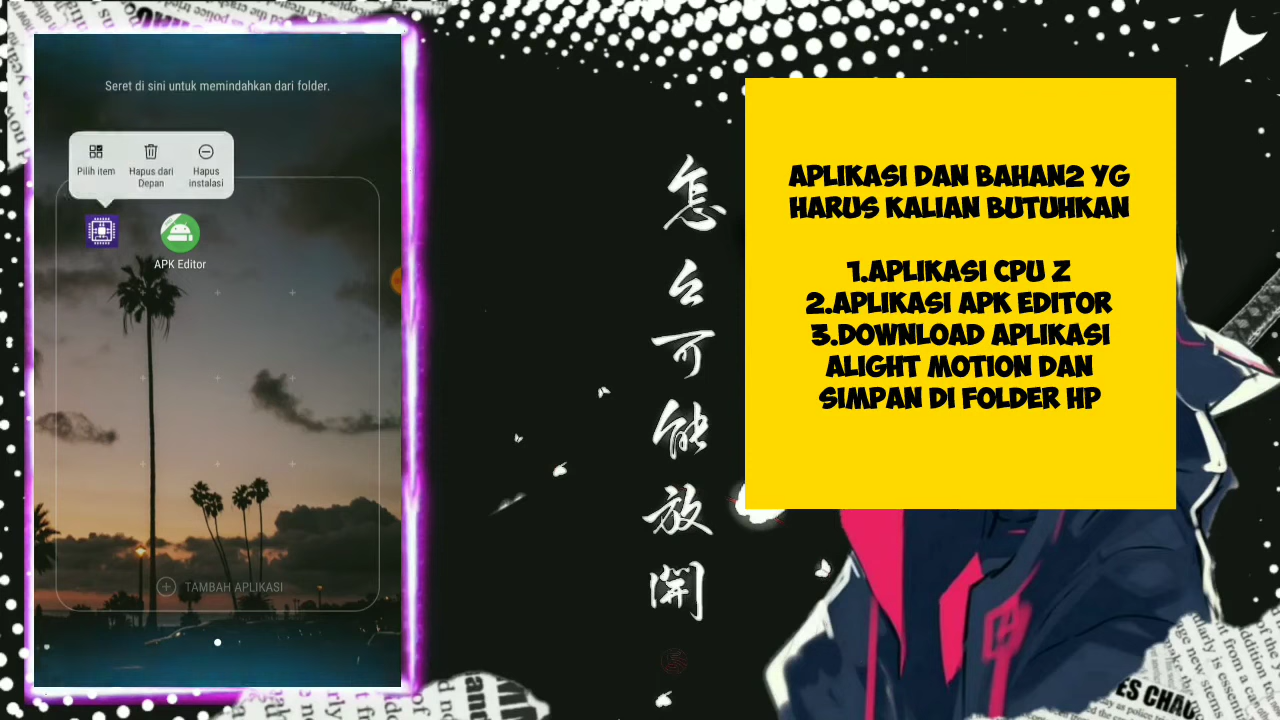 Seret di sini untuk memindahkan dari folder.
Pilih item
Hapus dari
Depan
Hapus
instalasi
APK Editor
TAMBAH APLIKASI
怎
么
可
能
放
開
APLIKASI DAN BAHAN2 YG
HARUS KALIAN BUTUHKAN
1.APLIKASI CPU Z
2.APLIKASI APK EDITOR
3.DOWNLOAD APLIKASI
ALIGHT MOTION DAN
SIMPAN DI FOLDER HP